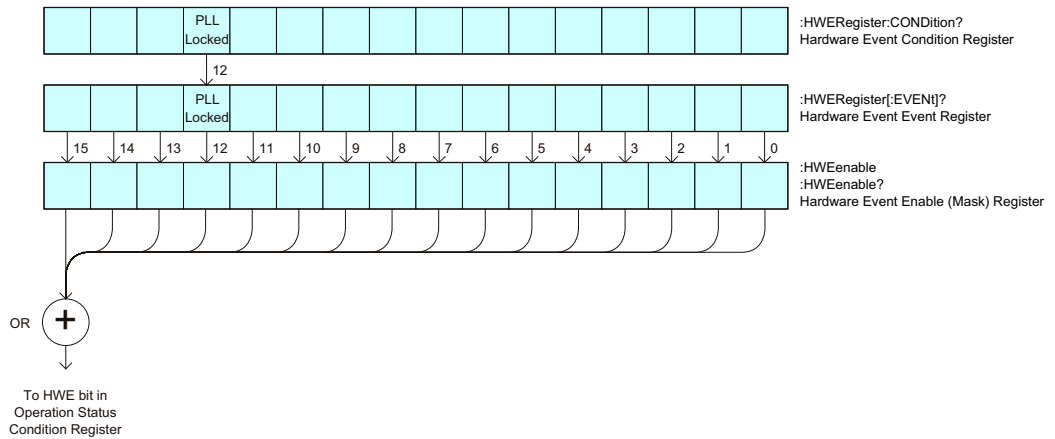 PLL
Locked
:HWERegister:CONDition?
Hardware Event Condition Register
12
PLL
Locked
:HWERegister[:EVENt]?
Hardware Event Event Register
15 14 13 12 11 10 9 8 7 6 5 4 3 2 1 0
:HWEenable
:HWEenable?
Hardware Event Enable (Mask) Register
OR
+
To HWE bit in
Operation Status
Condition Register